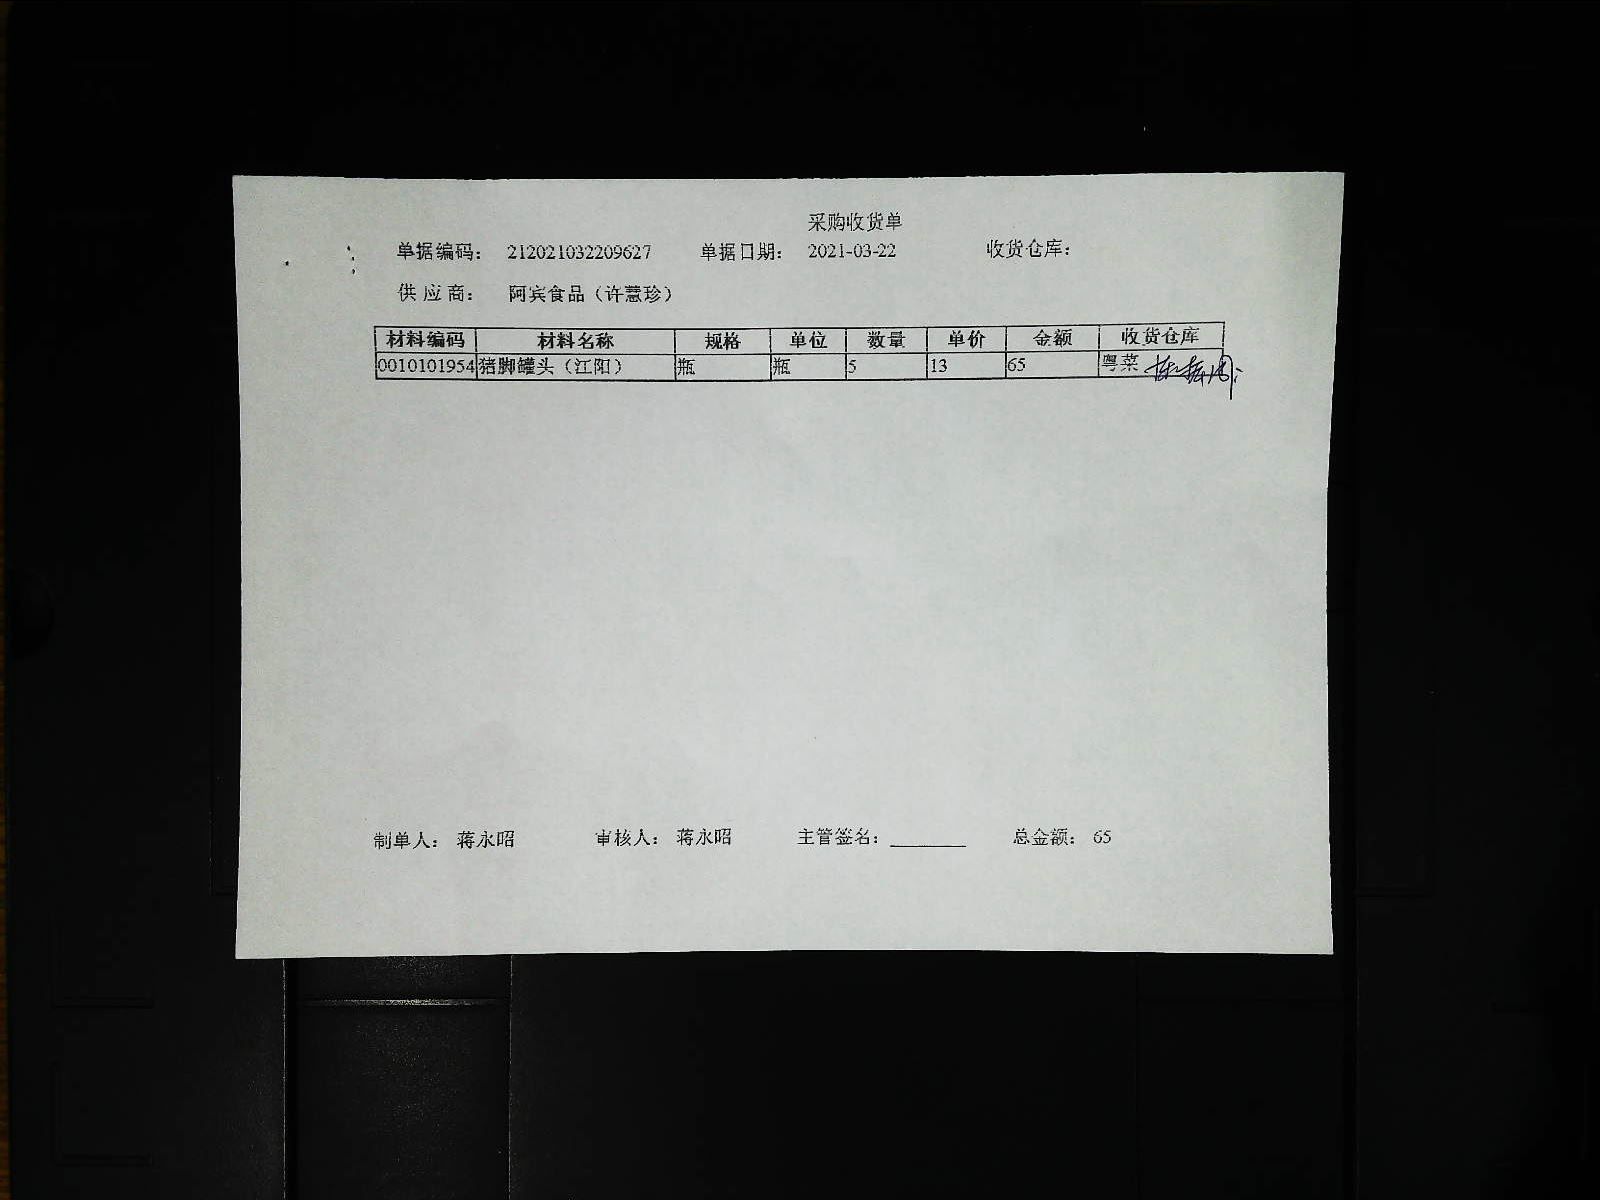 采购收货单
单据编码： 212021032209627 单据日期： 2021-03-22 收货仓库：
供应商： 阿宾食品（许慧珍）
材料编码 材料名称 规格 单位 数量 单价 金额 收货仓库
0010101954 猪脚罐头（江阳） 瓶 瓶 5 13 65 粤菜
制单人： 蒋永昭 审核人： 蒋永昭 主管签名： 总金额： 65